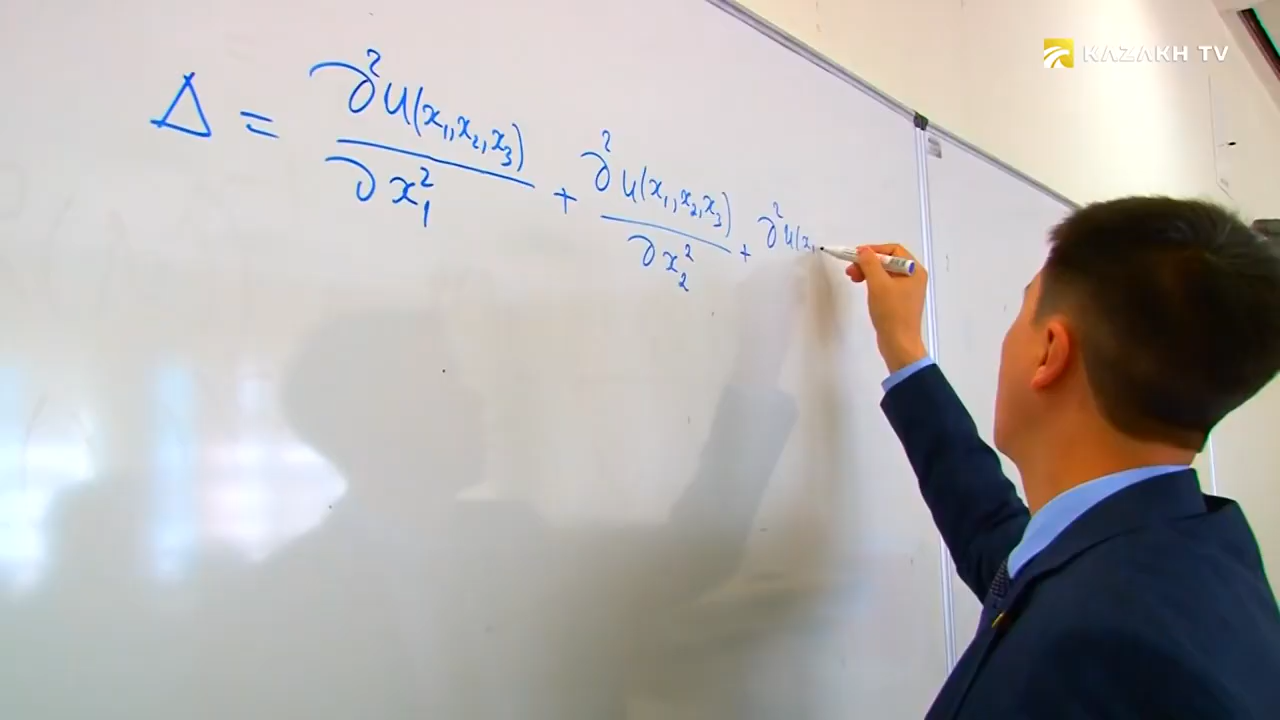 KAZAKH TV
Δ = ∂²u(x₁,x₂,x₃)/∂x₁² + ∂²u(x₁,x₂,x₃)/∂x₂² + ∂²u(x₁